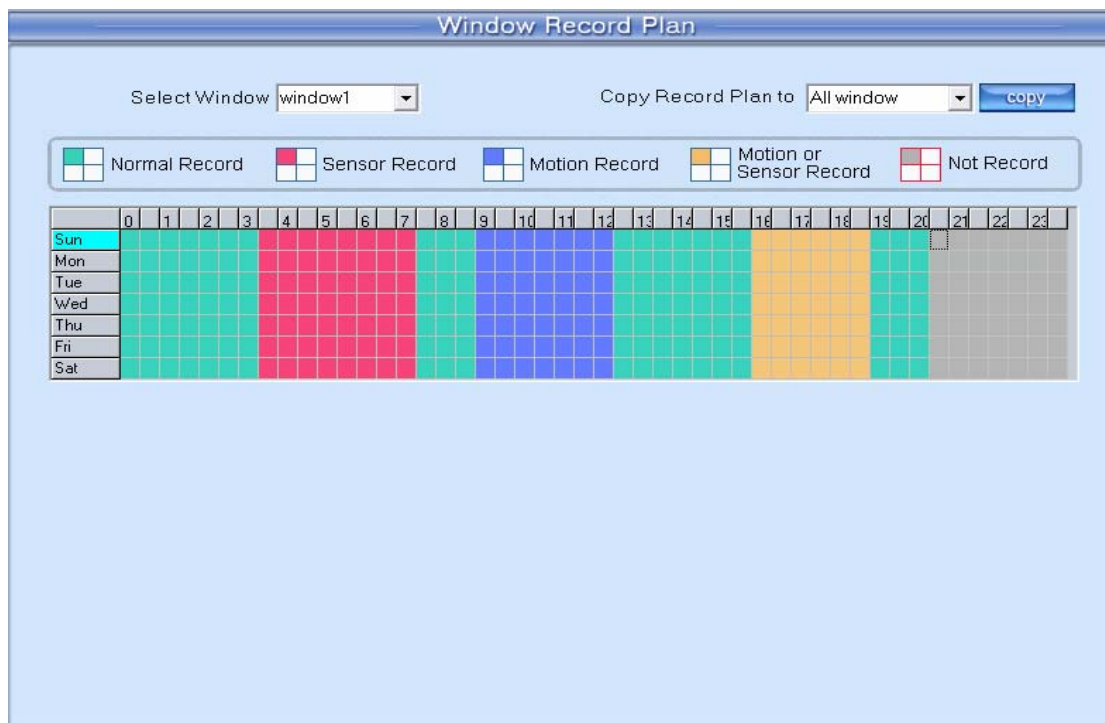 Window Record Plan
Select Window window1 Copy Record Plan to All window copy
Normal Record Sensor Record Motion Record Motion or Sensor Record Not Record
0 1 2 3 4 5 6 7 8 9 10 11 12 13 14 15 16 17 18 19 20 21 22 23
Sun
Mon
Tue
Wed
Thu
Fri
Sat